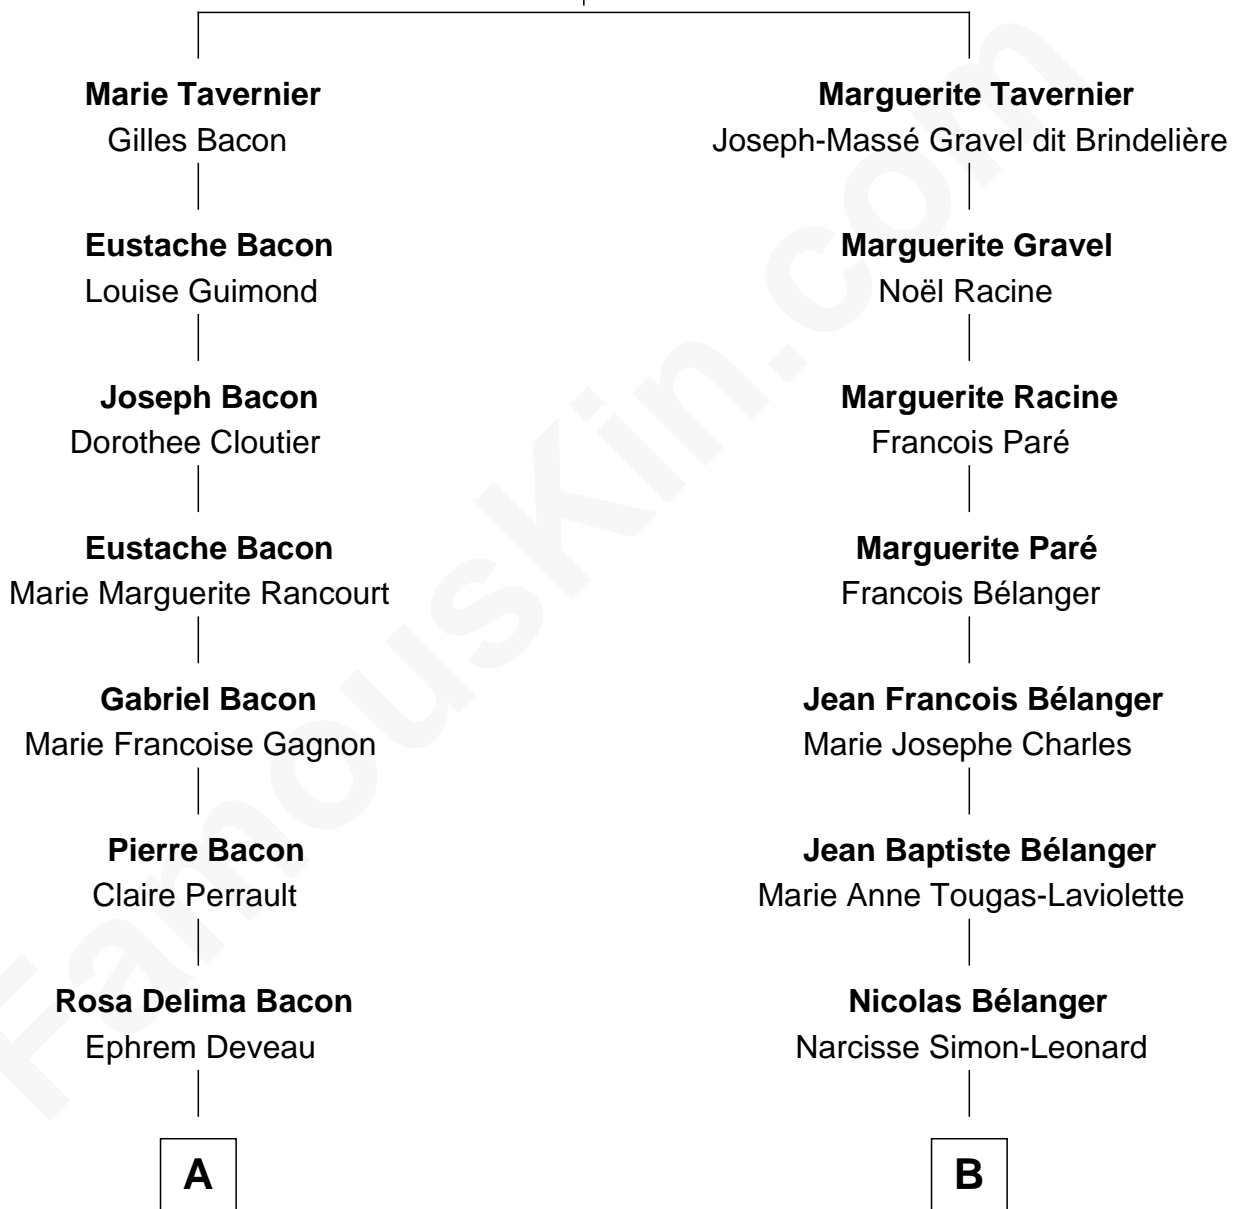 Marie Tavernier
Gilles Bacon
Eustache Bacon
Louise Guimond
Joseph Bacon
Dorothee Cloutier
Eustache Bacon
Marie Marguerite Rancourt
Gabriel Bacon
Marie Francoise Gagnon
Pierre Bacon
Claire Perrault
Rosa Delima Bacon
Ephrem Deveau
A
Marguerite Tavernier
Joseph-Massé Gravel dit Brindelière
Marguerite Gravel
Noël Racine
Marguerite Racine
Francois Paré
Marguerite Paré
Francois Bélanger
Jean Francois Bélanger
Marie Josephe Charles
Jean Baptiste Bélanger
Marie Anne Tougas-Laviolette
Nicolas Bélanger
Narcisse Simon-Leonard
B
FamousKin.com